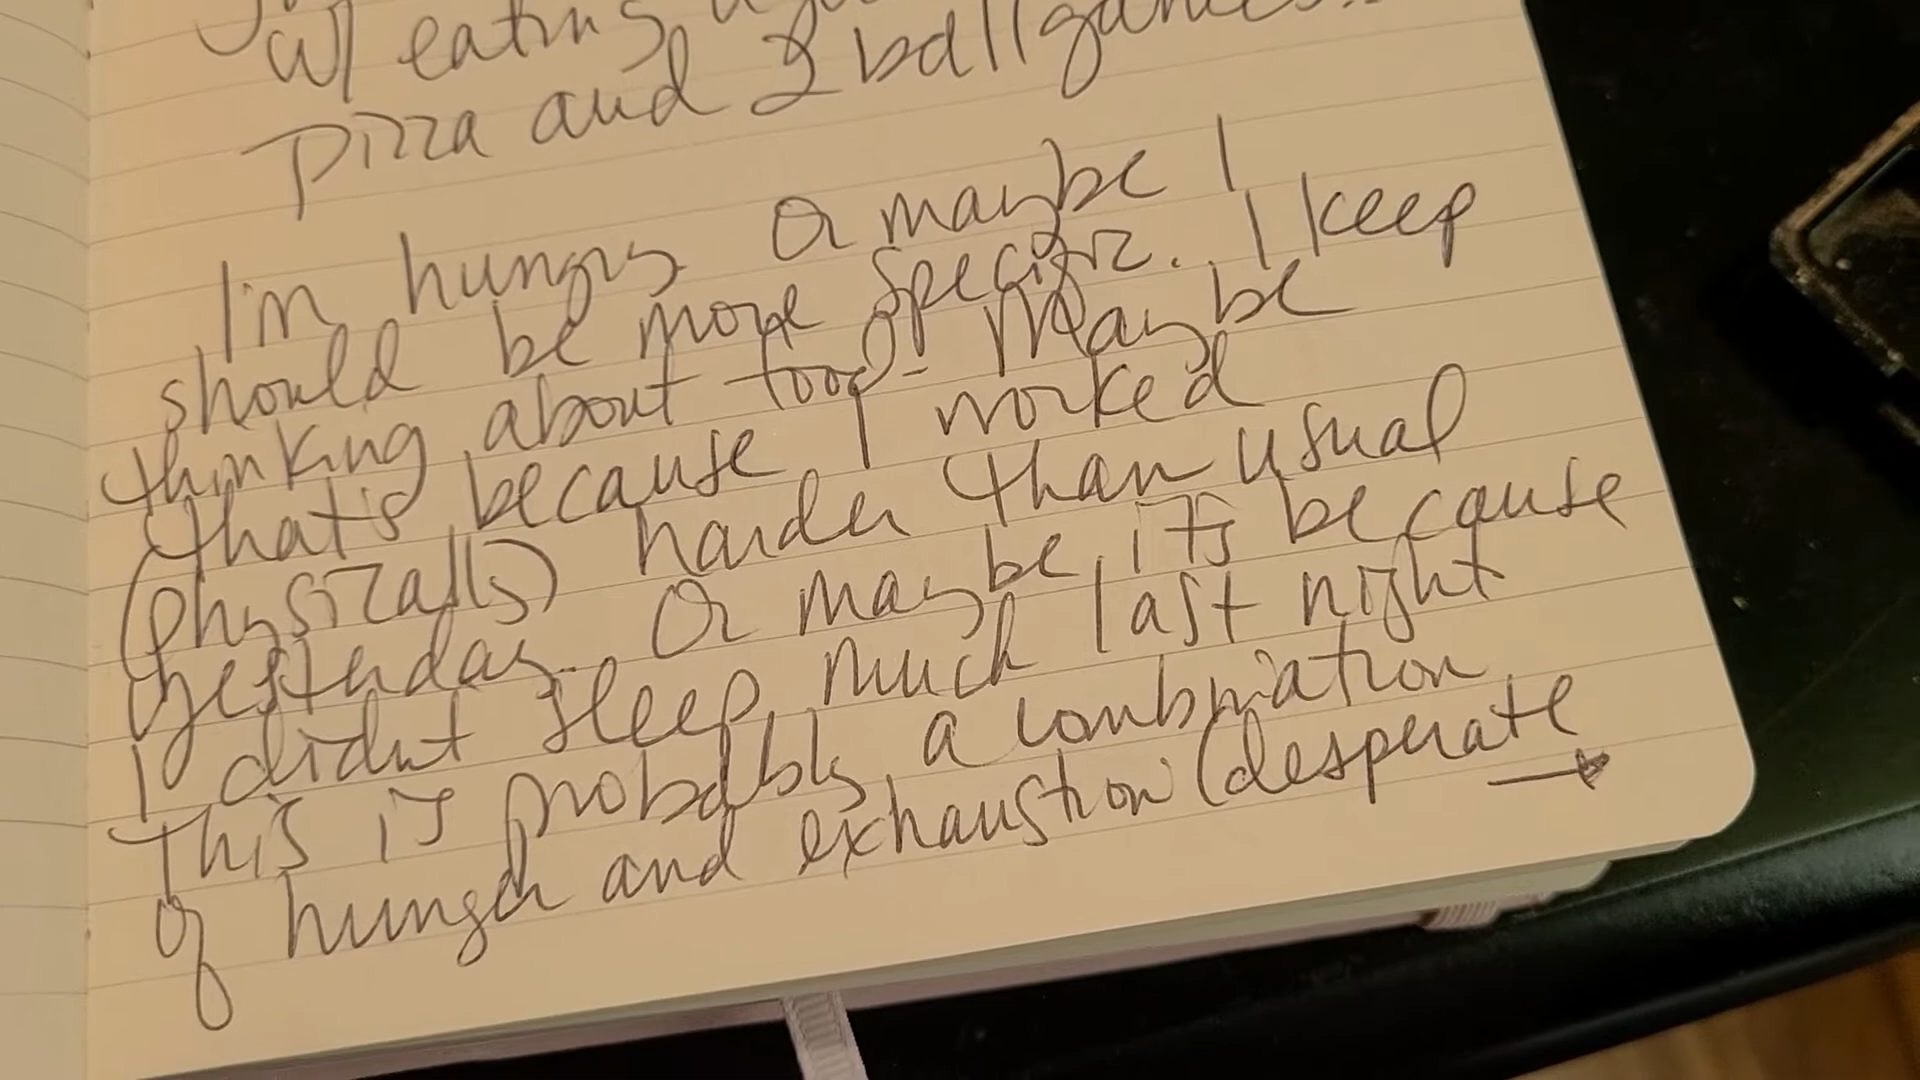 w/ eating
pizza and 2 ballgames..
I'm hungry. Or maybe I
should be more specific. I keep
thinking about food - Maybe
that's because I worked
(physically) harder than usual
yesterday. Or maybe it's because
I didn't sleep much last night
This is probably a combination
of hunger and exhaustion (desperate
→